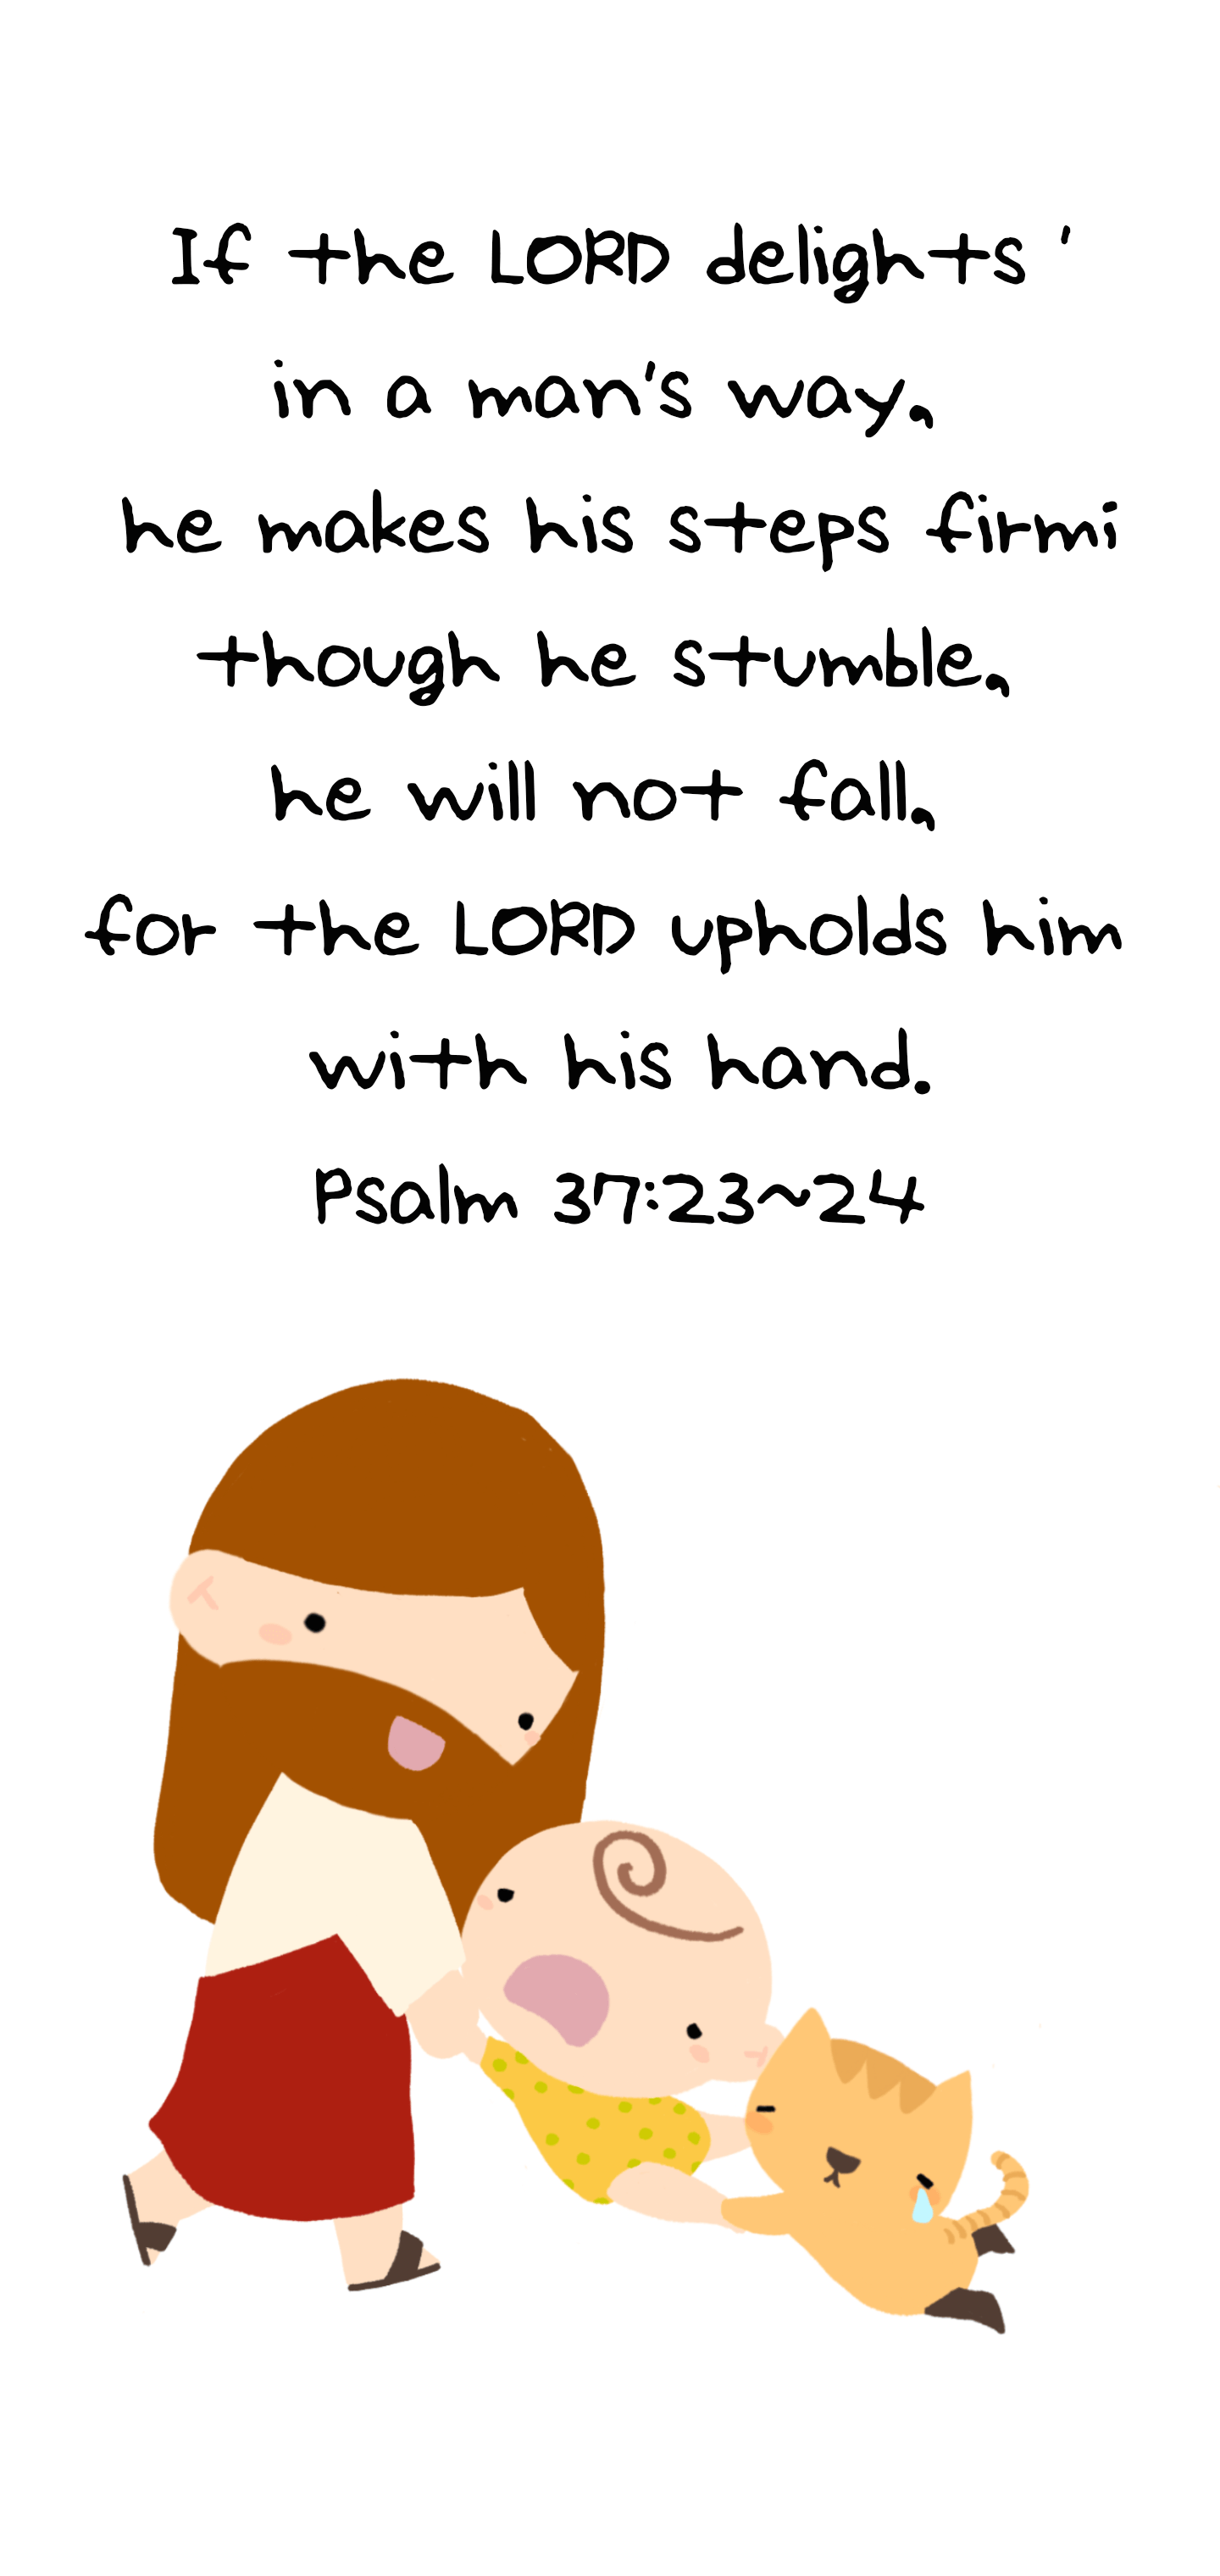 If the LORD delights '
in a man's way,
he makes his steps firmi
though he stumble,
he will not fall,
for the LORD upholds him
with his hand.
Psalm 37:23~24